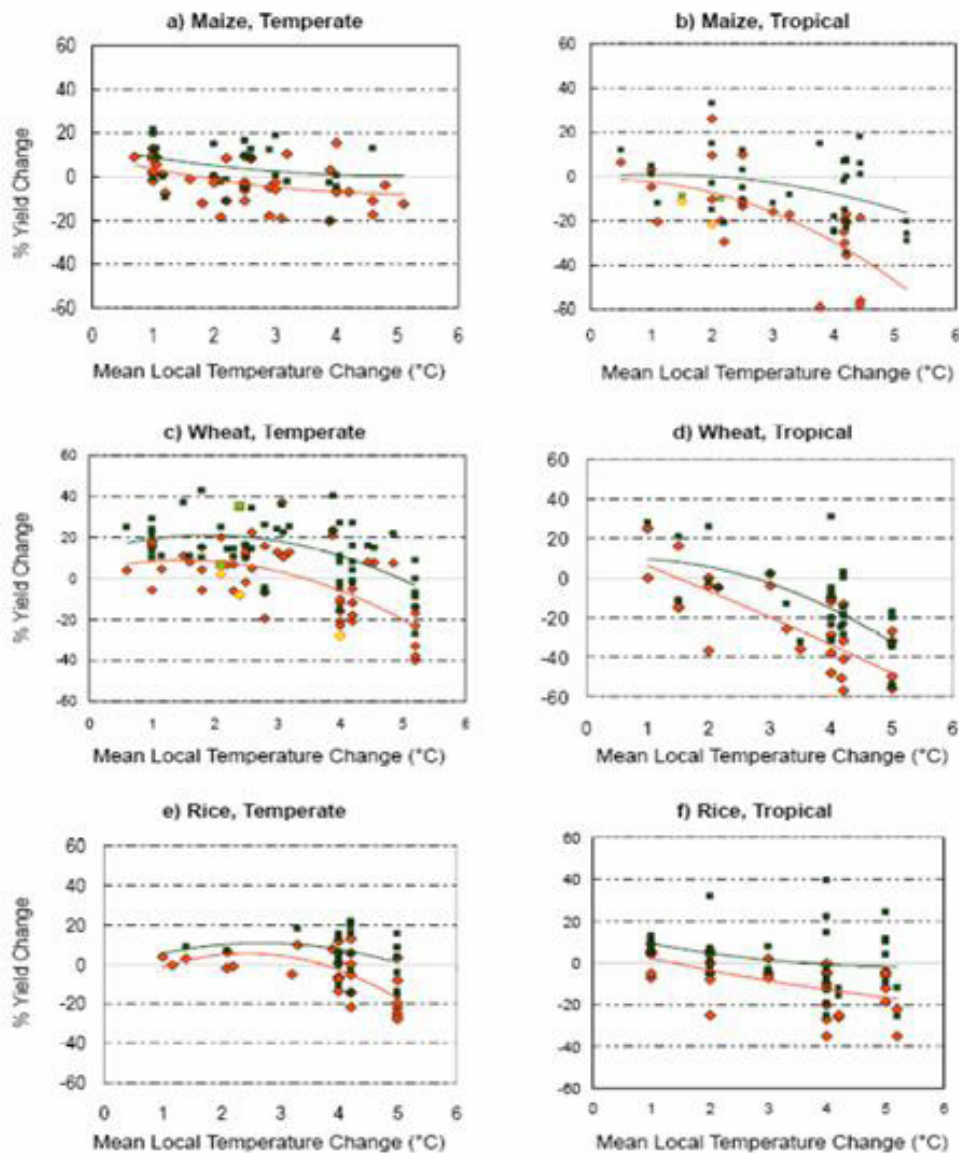 a) Maize, Temperate
% Yield Change
60
40
20
0
-20
-40
-60
0 1 2 3 4 5 6
Mean Local Temperature Change (°C)
b) Maize, Tropical
60
40
20
0
-20
-40
-60
0 1 2 3 4 5 6
Mean Local Temperature Change (°C)
c) Wheat, Temperate
% Yield Change
60
40
20
0
-20
-40
-60
0 1 2 3 4 5 6
Mean Local Temperature Change (°C)
d) Wheat, Tropical
60
40
20
0
-20
-40
-60
0 1 2 3 4 5 6
Mean Local Temperature Change (°C)
e) Rice, Temperate
% Yield Change
60
40
20
0
-20
-40
-60
0 1 2 3 4 5 6
Mean Local Temperature Change (°C)
f) Rice, Tropical
60
40
20
0
-20
-40
-60
0 1 2 3 4 5 6
Mean Local Temperature Change (°C)